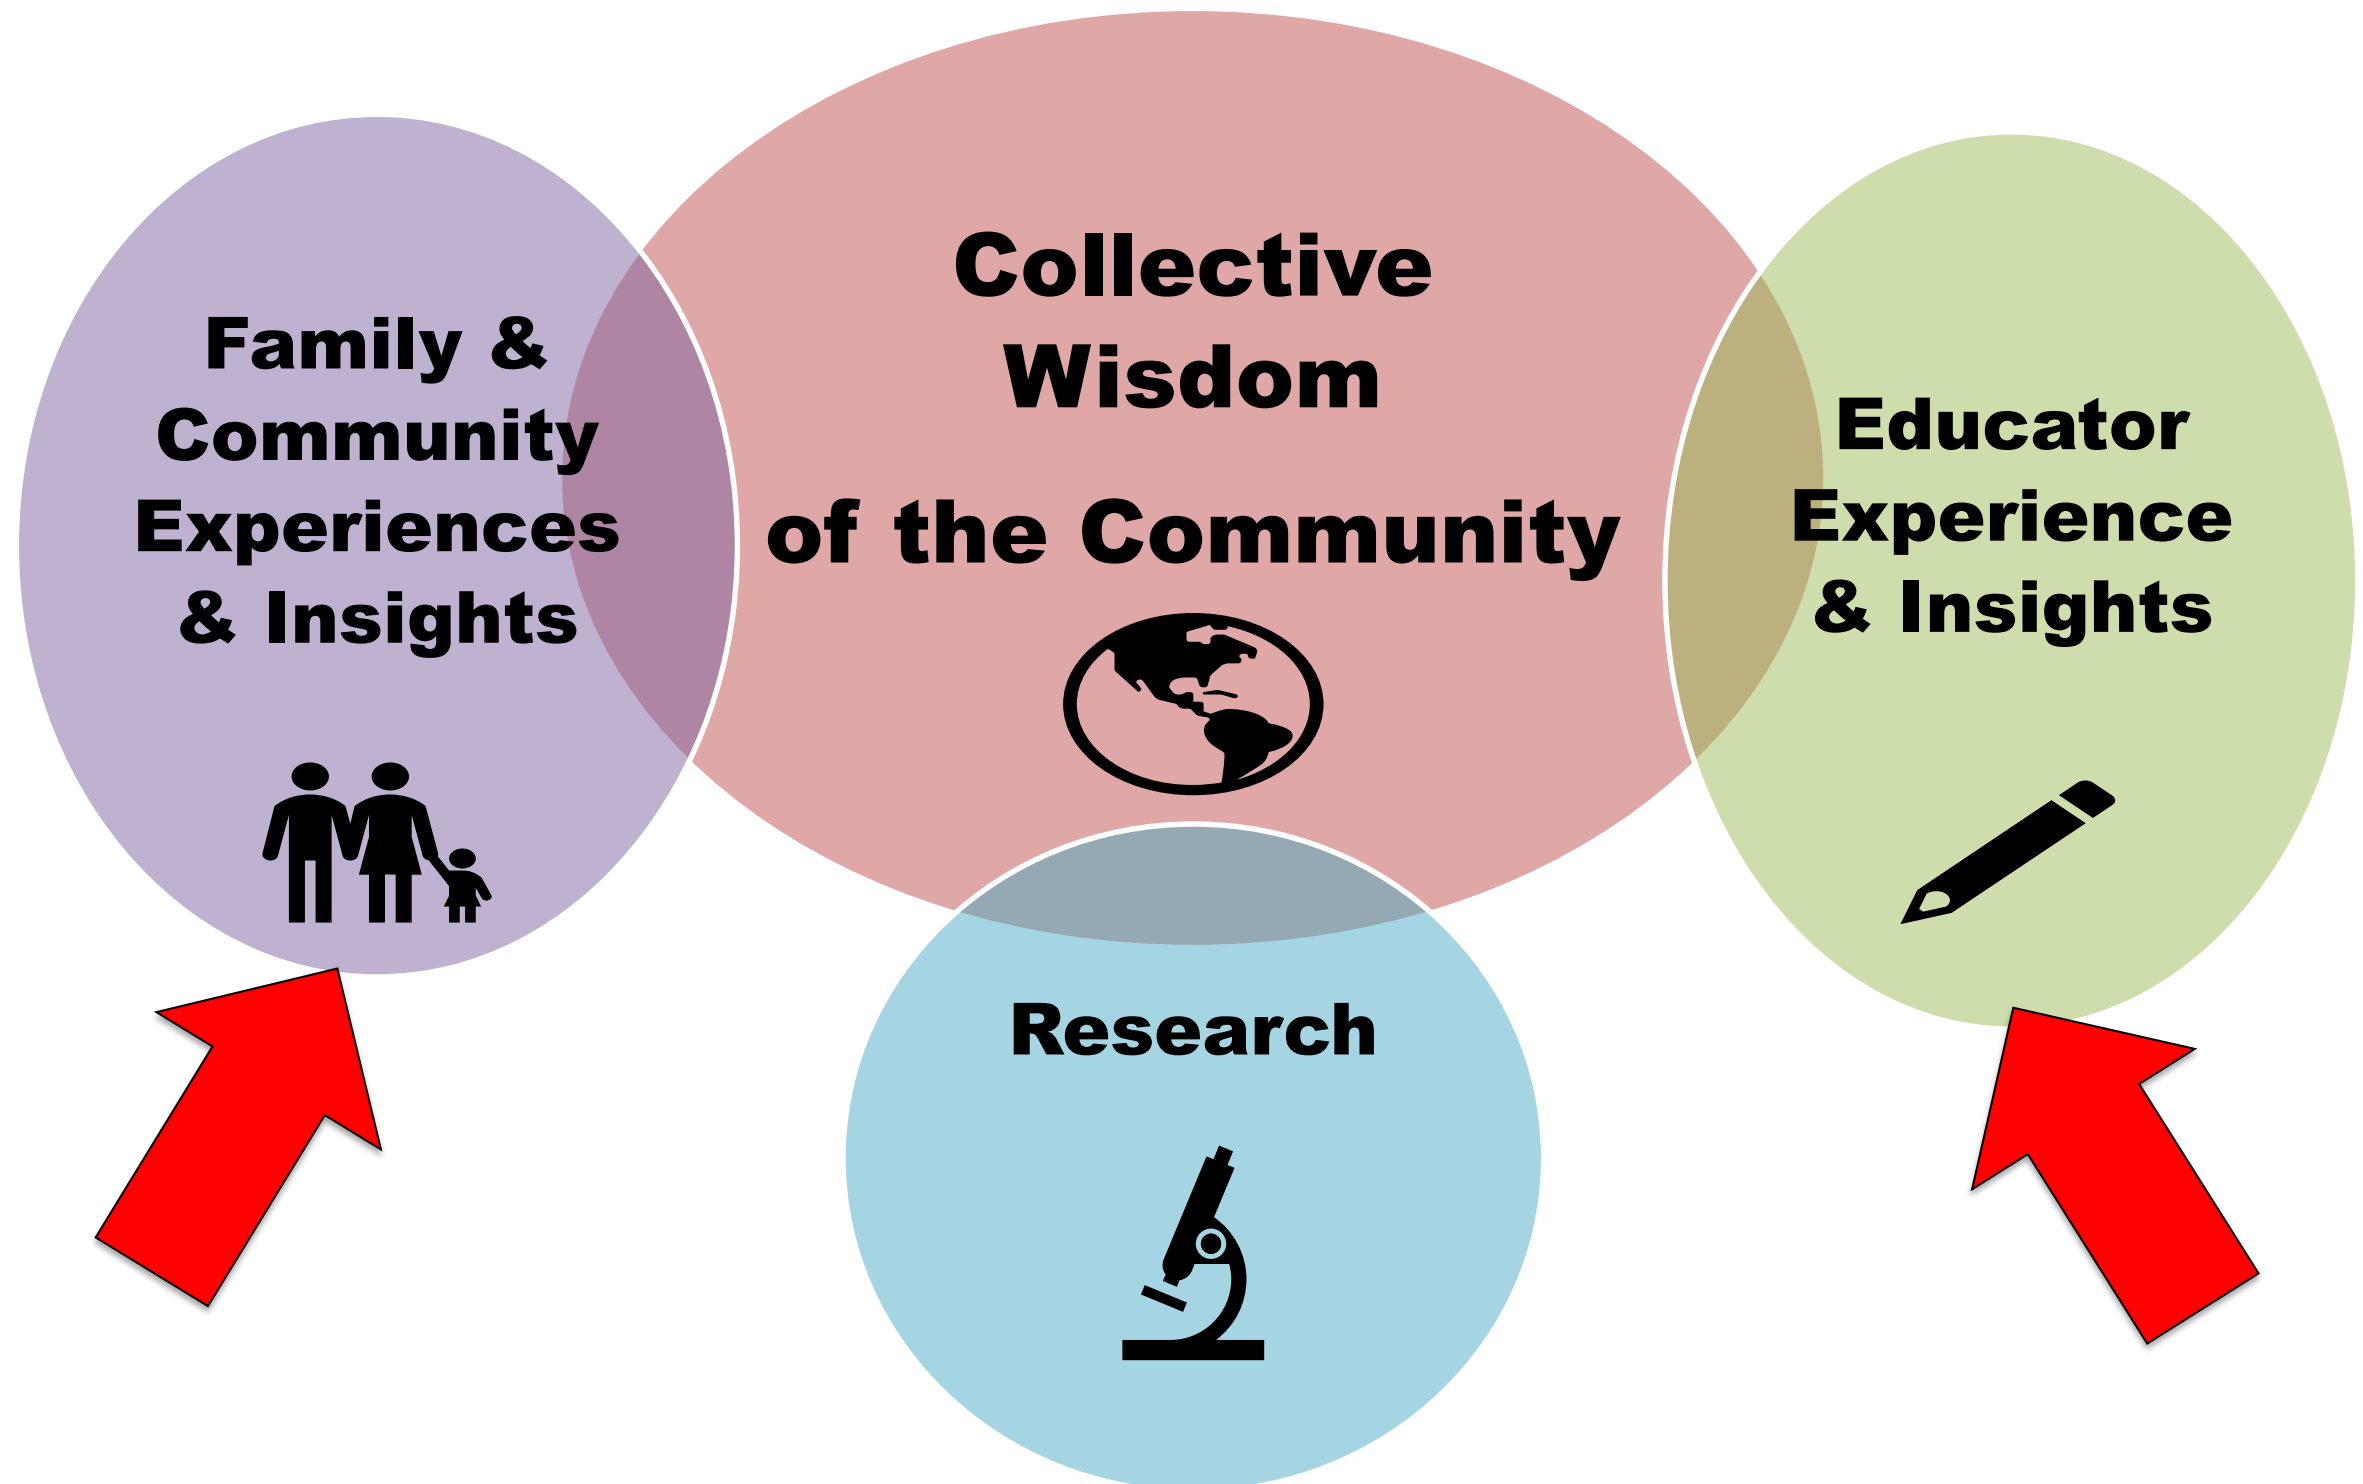 Collective
Wisdom
of the Community
Family &
Community
Experiences
& Insights
Educator
Experience
& Insights
Research